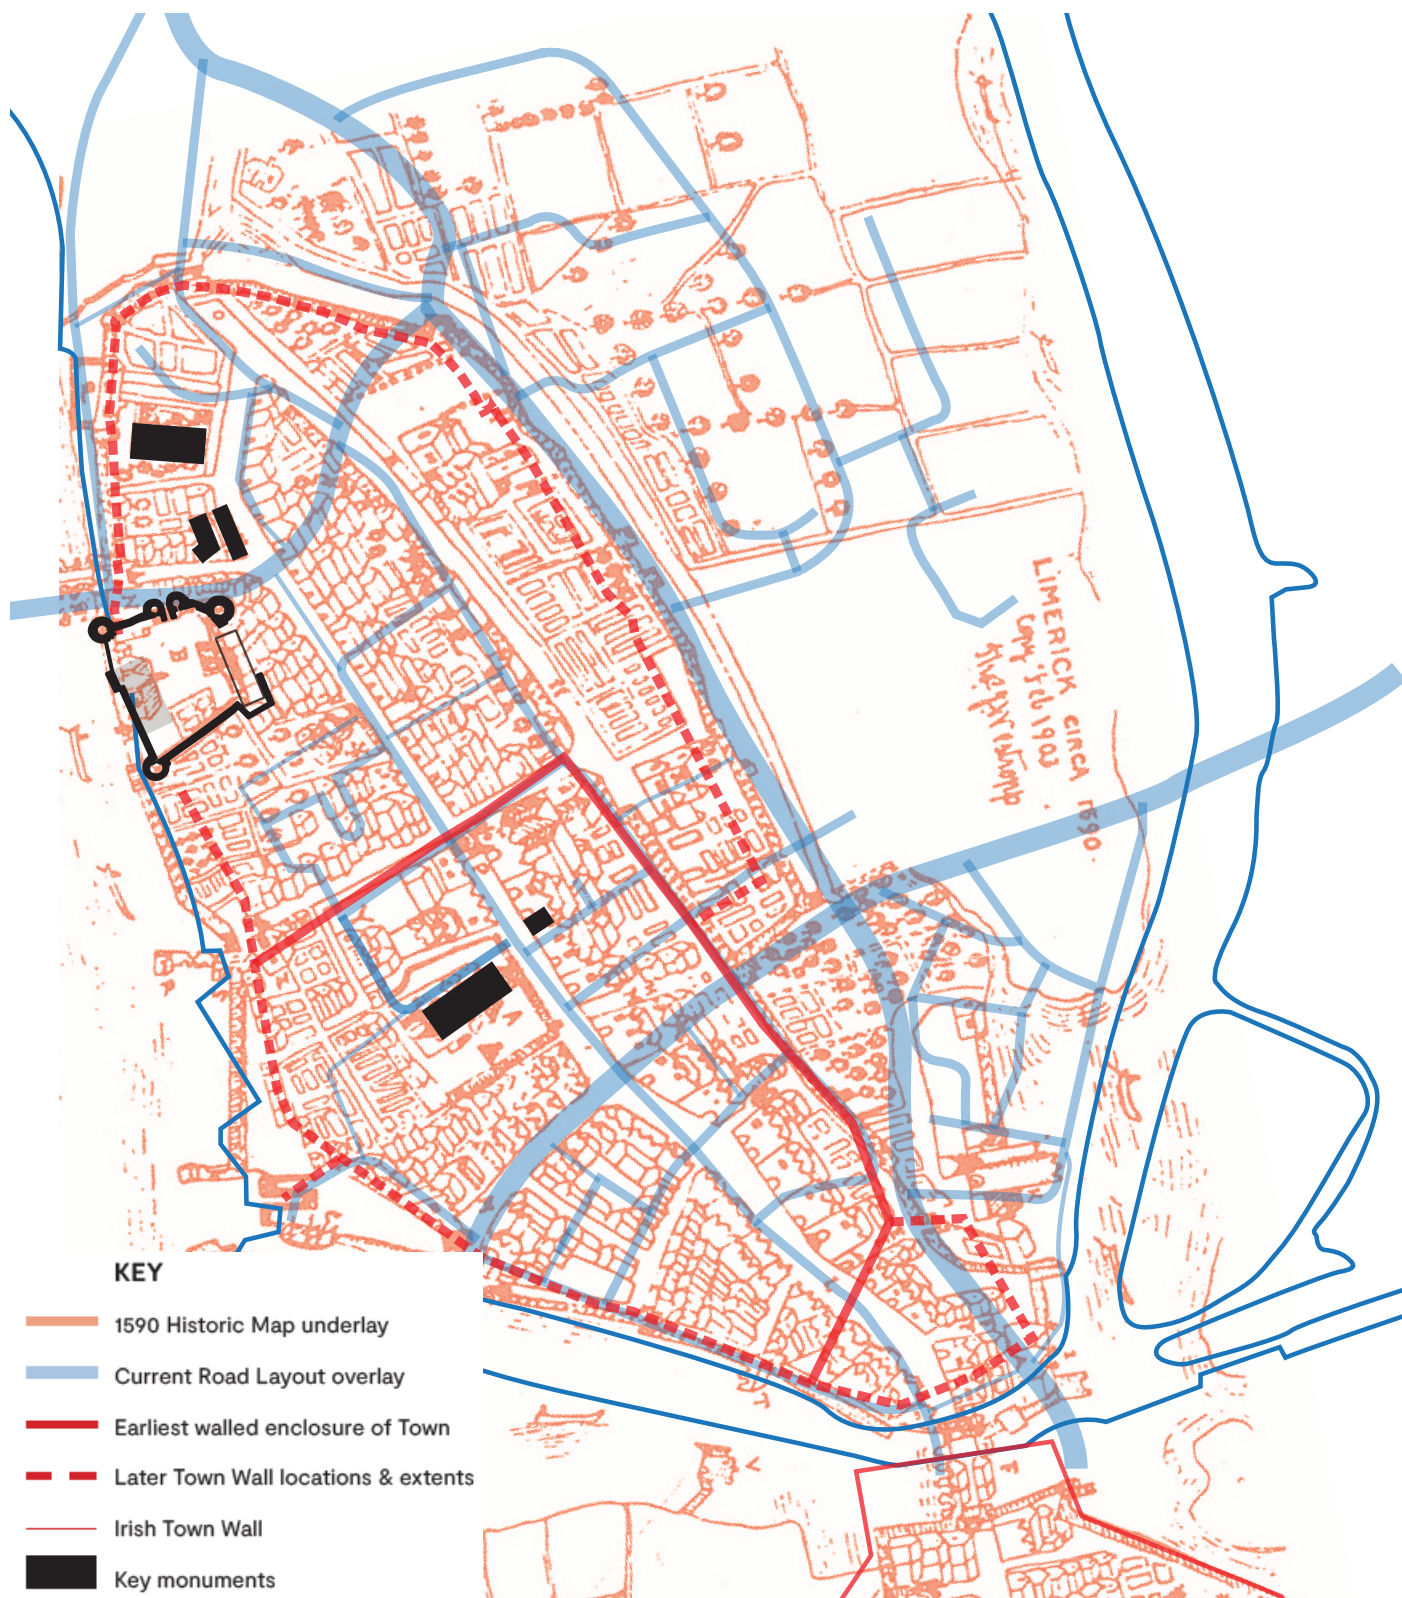 LIMERICK CIRCA 1590.
KEY
1590 Historic Map underlay
Current Road Layout overlay
Earliest walled enclosure of Town
Later Town Wall locations & extents
Irish Town Wall
Key monuments